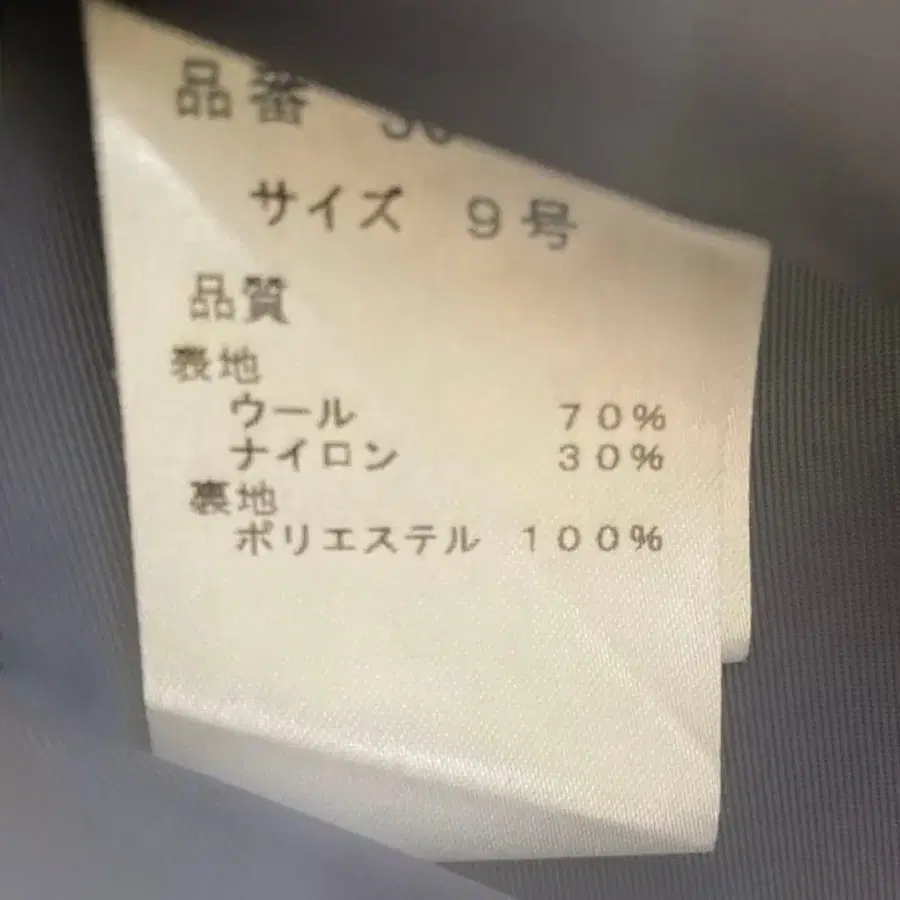 品番
サイズ 9号
品質
表地
ウール 70%
ナイロン 30%
裏地
ポリエステル 100%